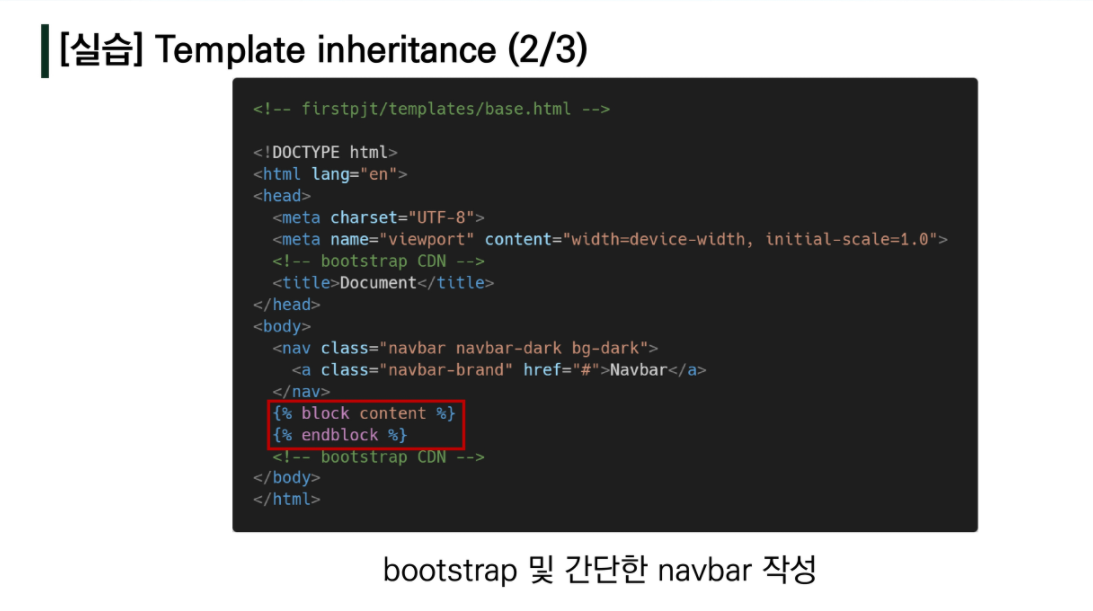 [실습] Template inheritance (2/3)
<!-- firstpjt/templates/base.html -->
<!DOCTYPE html>
<html lang="en">
<head>
<meta charset="UTF-8">
<meta name="viewport" content="width=device-width, initial-scale=1.0">
<!-- bootstrap CDN -->
<title>Document</title>
</head>
<body>
<nav class="navbar navbar-dark bg-dark">
<a class="navbar-brand" href="#">Navbar</a>
</nav>
{% block content %}
{% endblock %}
<!-- bootstrap CDN -->
</body>
</html>
bootstrap 및 간단한 navbar 작성